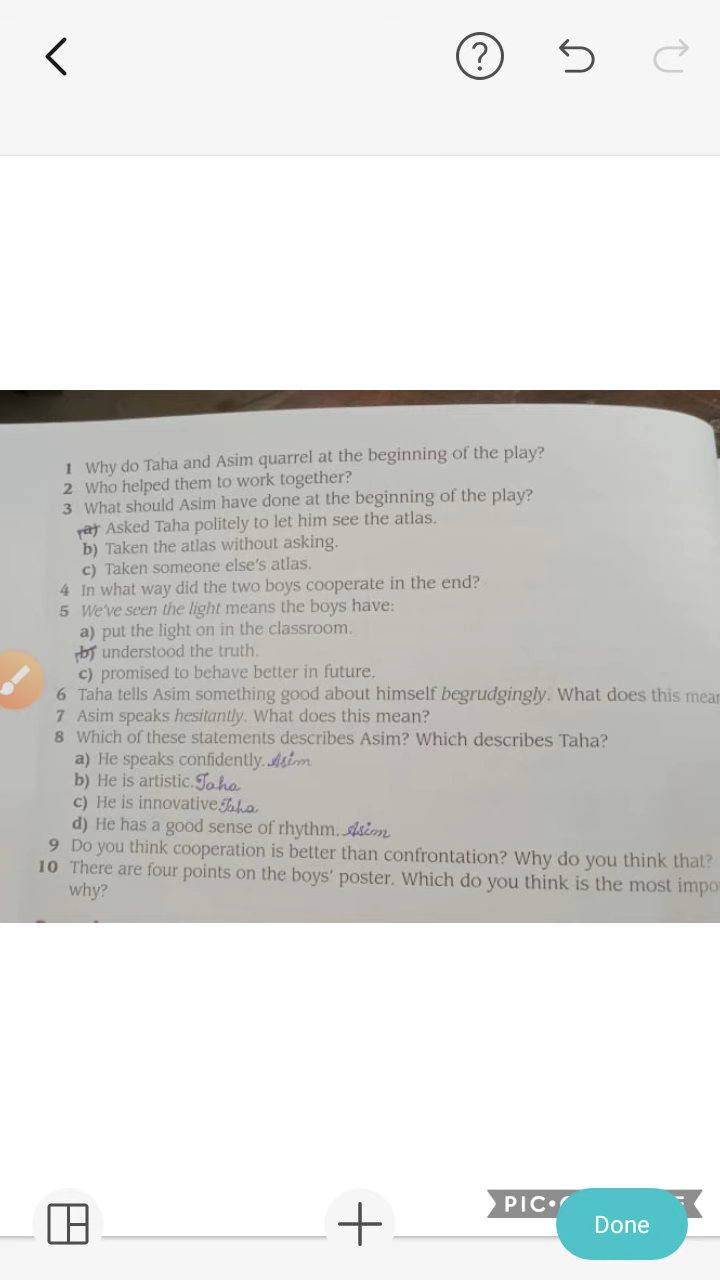 1 Why do Taha and Asim quarrel at the beginning of the play?
2 Who helped them to work together?
3 What should Asim have done at the beginning of the play?
a) Asked Taha politely to let him see the atlas.
b) Taken the atlas without asking.
c) Taken someone else's atlas.
4 In what way did the two boys cooperate in the end?
5 We've seen the light means the boys have:
a) put the light on in the classroom.
b) understood the truth.
c) promised to behave better in future.
6 Taha tells Asim something good about himself begrudgingly. What does this mean
7 Asim speaks hesitantly. What does this mean?
8 Which of these statements describes Asim? Which describes Taha?
a) He speaks confidently. Asim
b) He is artistic. Taha
c) He is innovative Taha
d) He has a good sense of rhythm. Asim
9 Do you think cooperation is better than confrontation? Why do you think that?
10 There are four points on the boys' poster. Which do you think is the most impo
why?
PIC•
Done